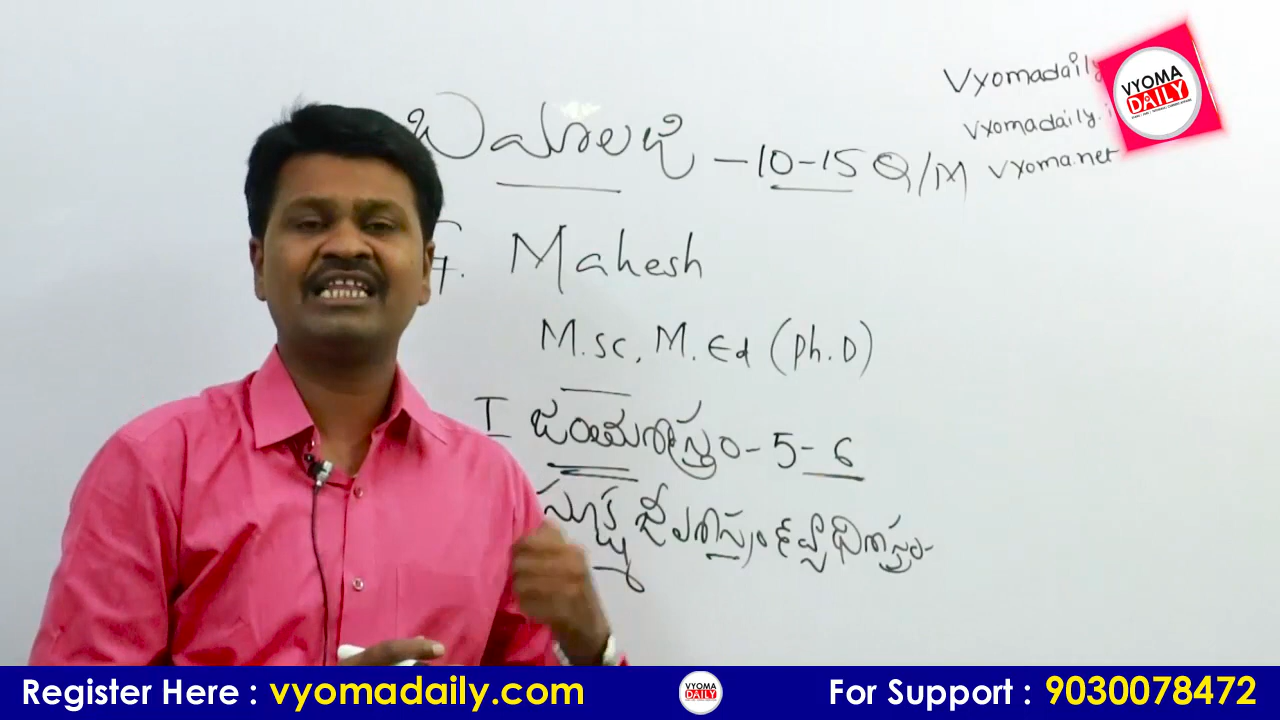 Vyomadaily
VYOMA
DAILY
vyomadaily.i
బయాలజి - 10-15 Q/M vyoma.net
G. Mahesh
M.sc, M.Ed (Ph.D)
I జంతుశాస్త్రం - 5-6
సూక్ష్మ జీవశాస్త్రం & వ్యాధిశాస్త్రం-
Register Here : vyomadaily.com
VYOMA
DAILY
For Support : 9030078472